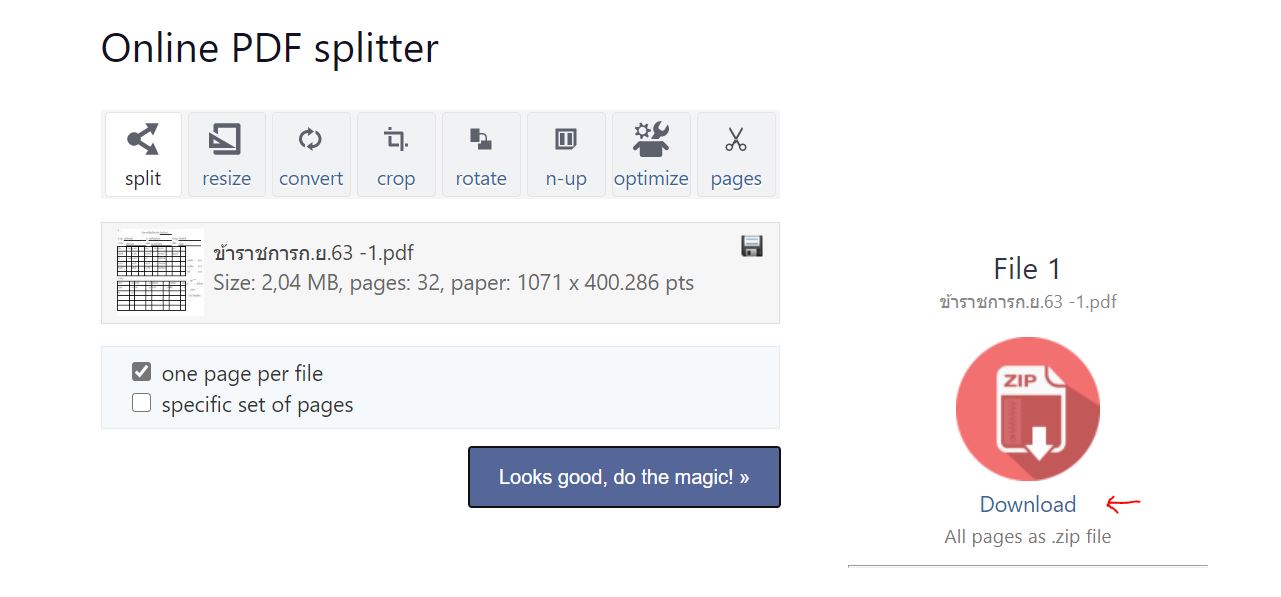 Online PDF splitter
split resize convert crop rotate n-up optimize pages
ข้าราชการก.ย.63 -1.pdf
Size: 2,04 MB, pages: 32, paper: 1071 x 400.286 pts
one page per file
specific set of pages
Looks good, do the magic! »
File 1
ข้าราชการก.ย.63 -1.pdf
ZIP
Download
All pages as .zip file